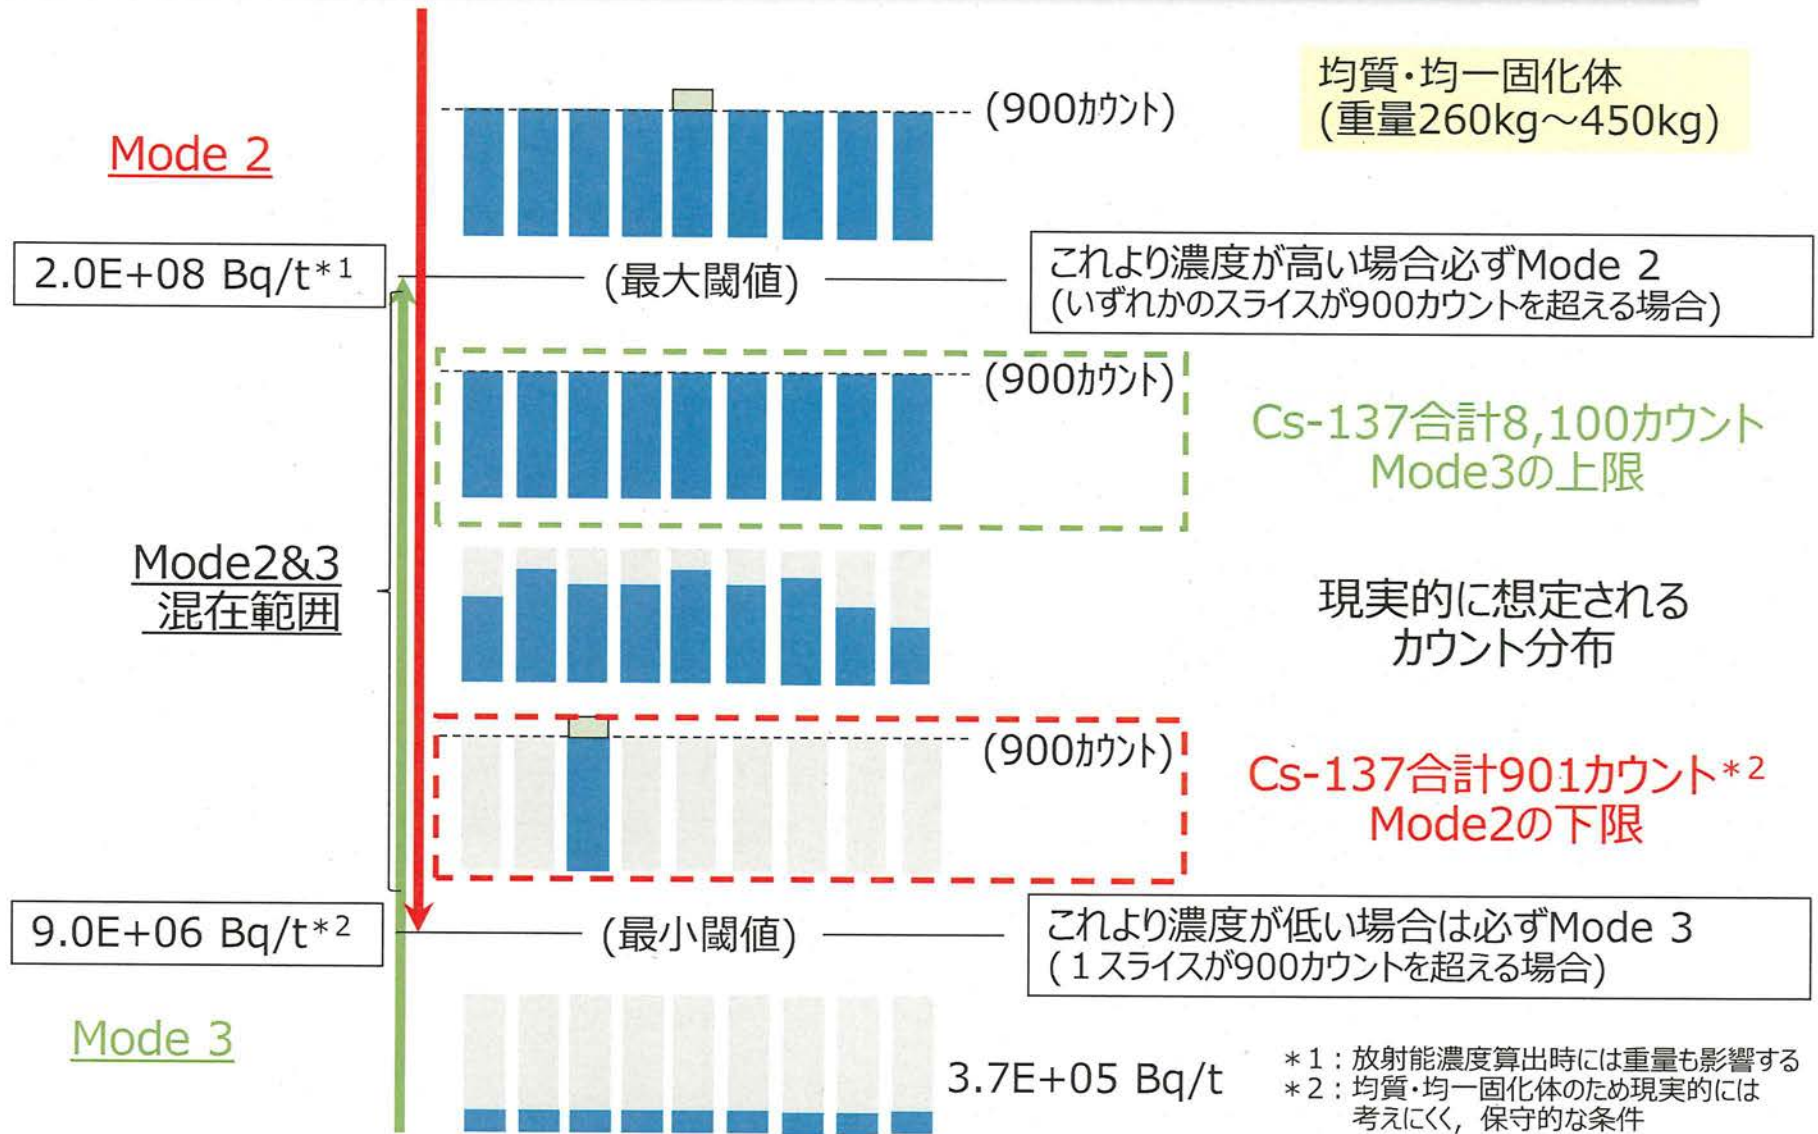 均質・均一固化体
(重量260kg～450kg)
(900カウント)
Mode 2
2.0E+08 Bq/t*1
(最大閾値)
これより濃度が高い場合必ずMode 2
(いずれかのスライスが900カウントを超える場合)
(900カウント)
Cs-137合計8,100カウント
Mode3の上限
Mode2&3
混在範囲
現実的に想定される
カウント分布
(900カウント)
Cs-137合計901カウント*2
Mode2の下限
9.0E+06 Bq/t*2
(最小閾値)
これより濃度が低い場合は必ずMode 3
(１スライスが900カウントを超える場合)
Mode 3
3.7E+05 Bq/t
*1：放射能濃度算出時には重量も影響する
*2：均質・均一固化体のため現実的には
考えにくく，保守的な条件